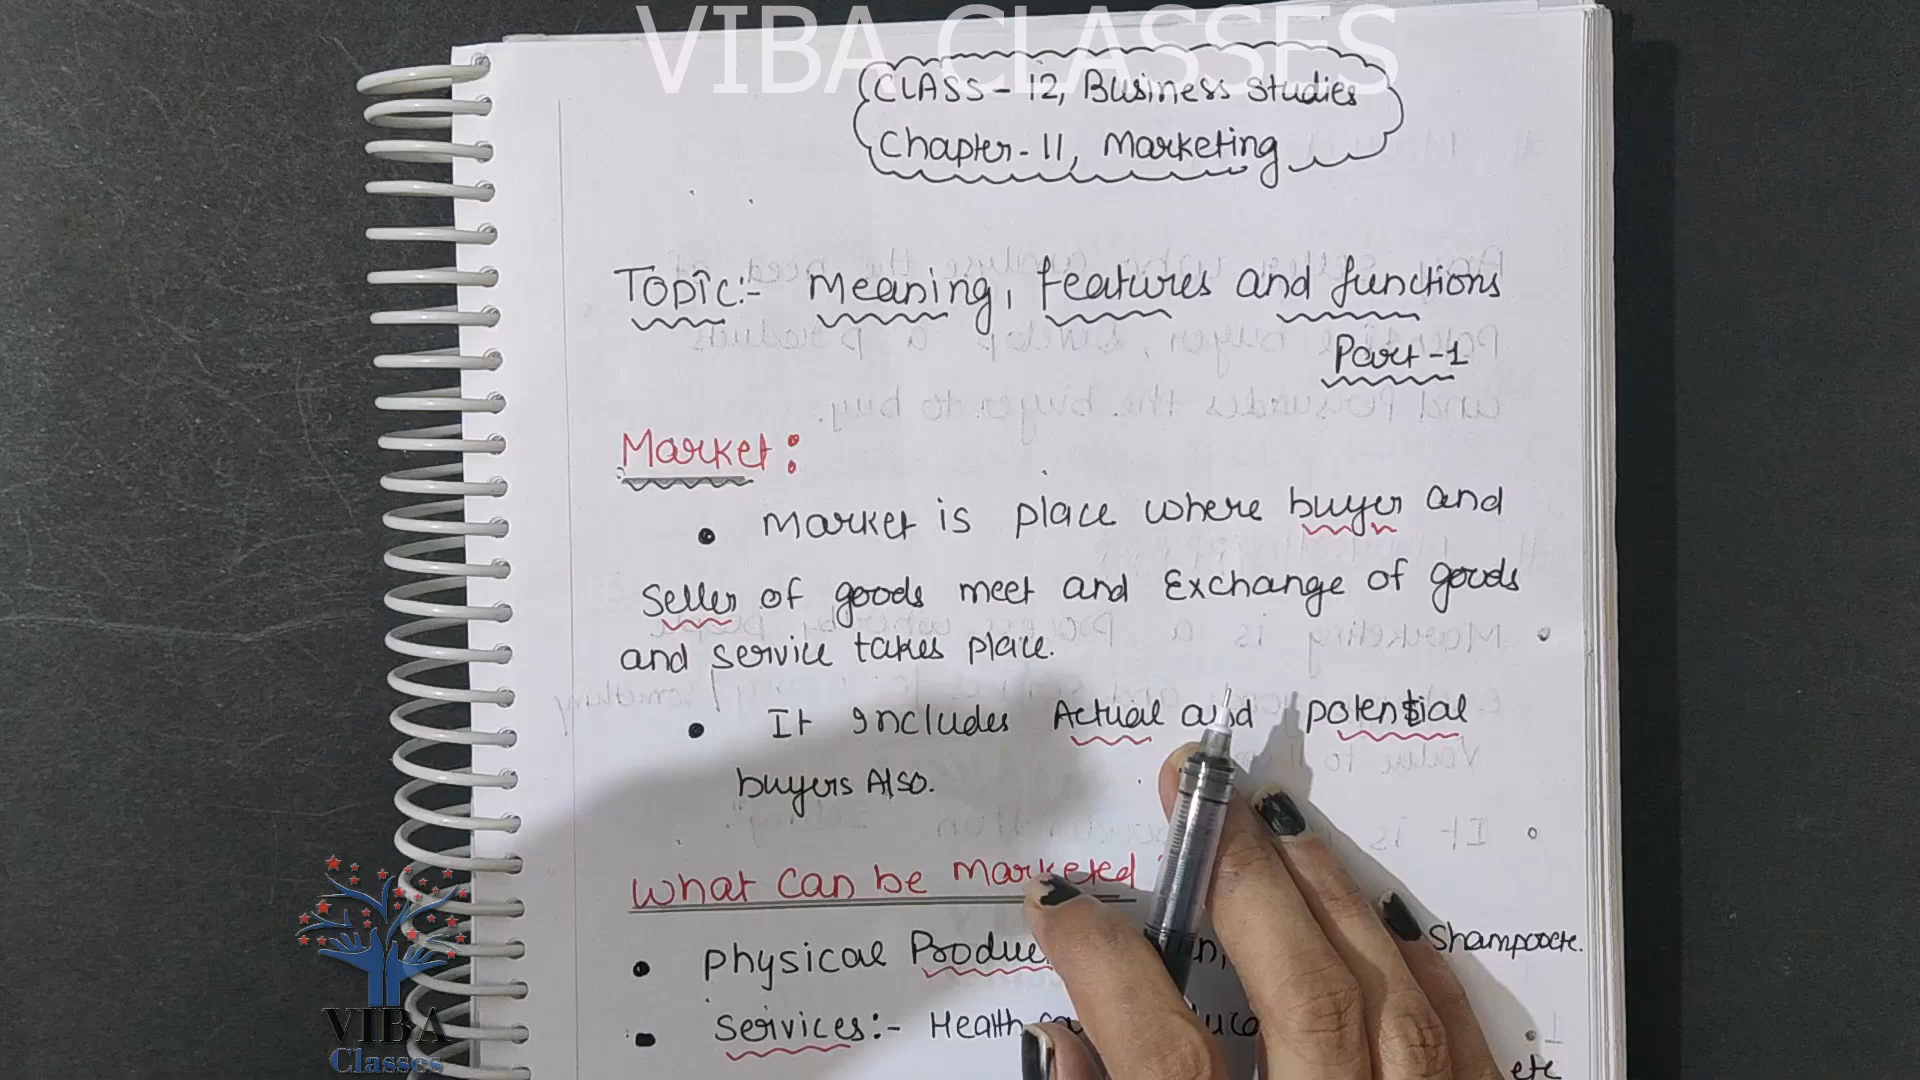 VIBA CLASSES
CLASS-12, Business Studies
Chapter-11, Marketing
Topic:- Meaning, features and functions
Part-1
Market:
• Market is place where buyer and
seller of goods meet and Exchange of goods
and service takes place.
• It includes Actual and potential
buyers Also.
What can be Marketed
• Physical Shampooetc.
• Services:- Health
etc
VIBA
Classes